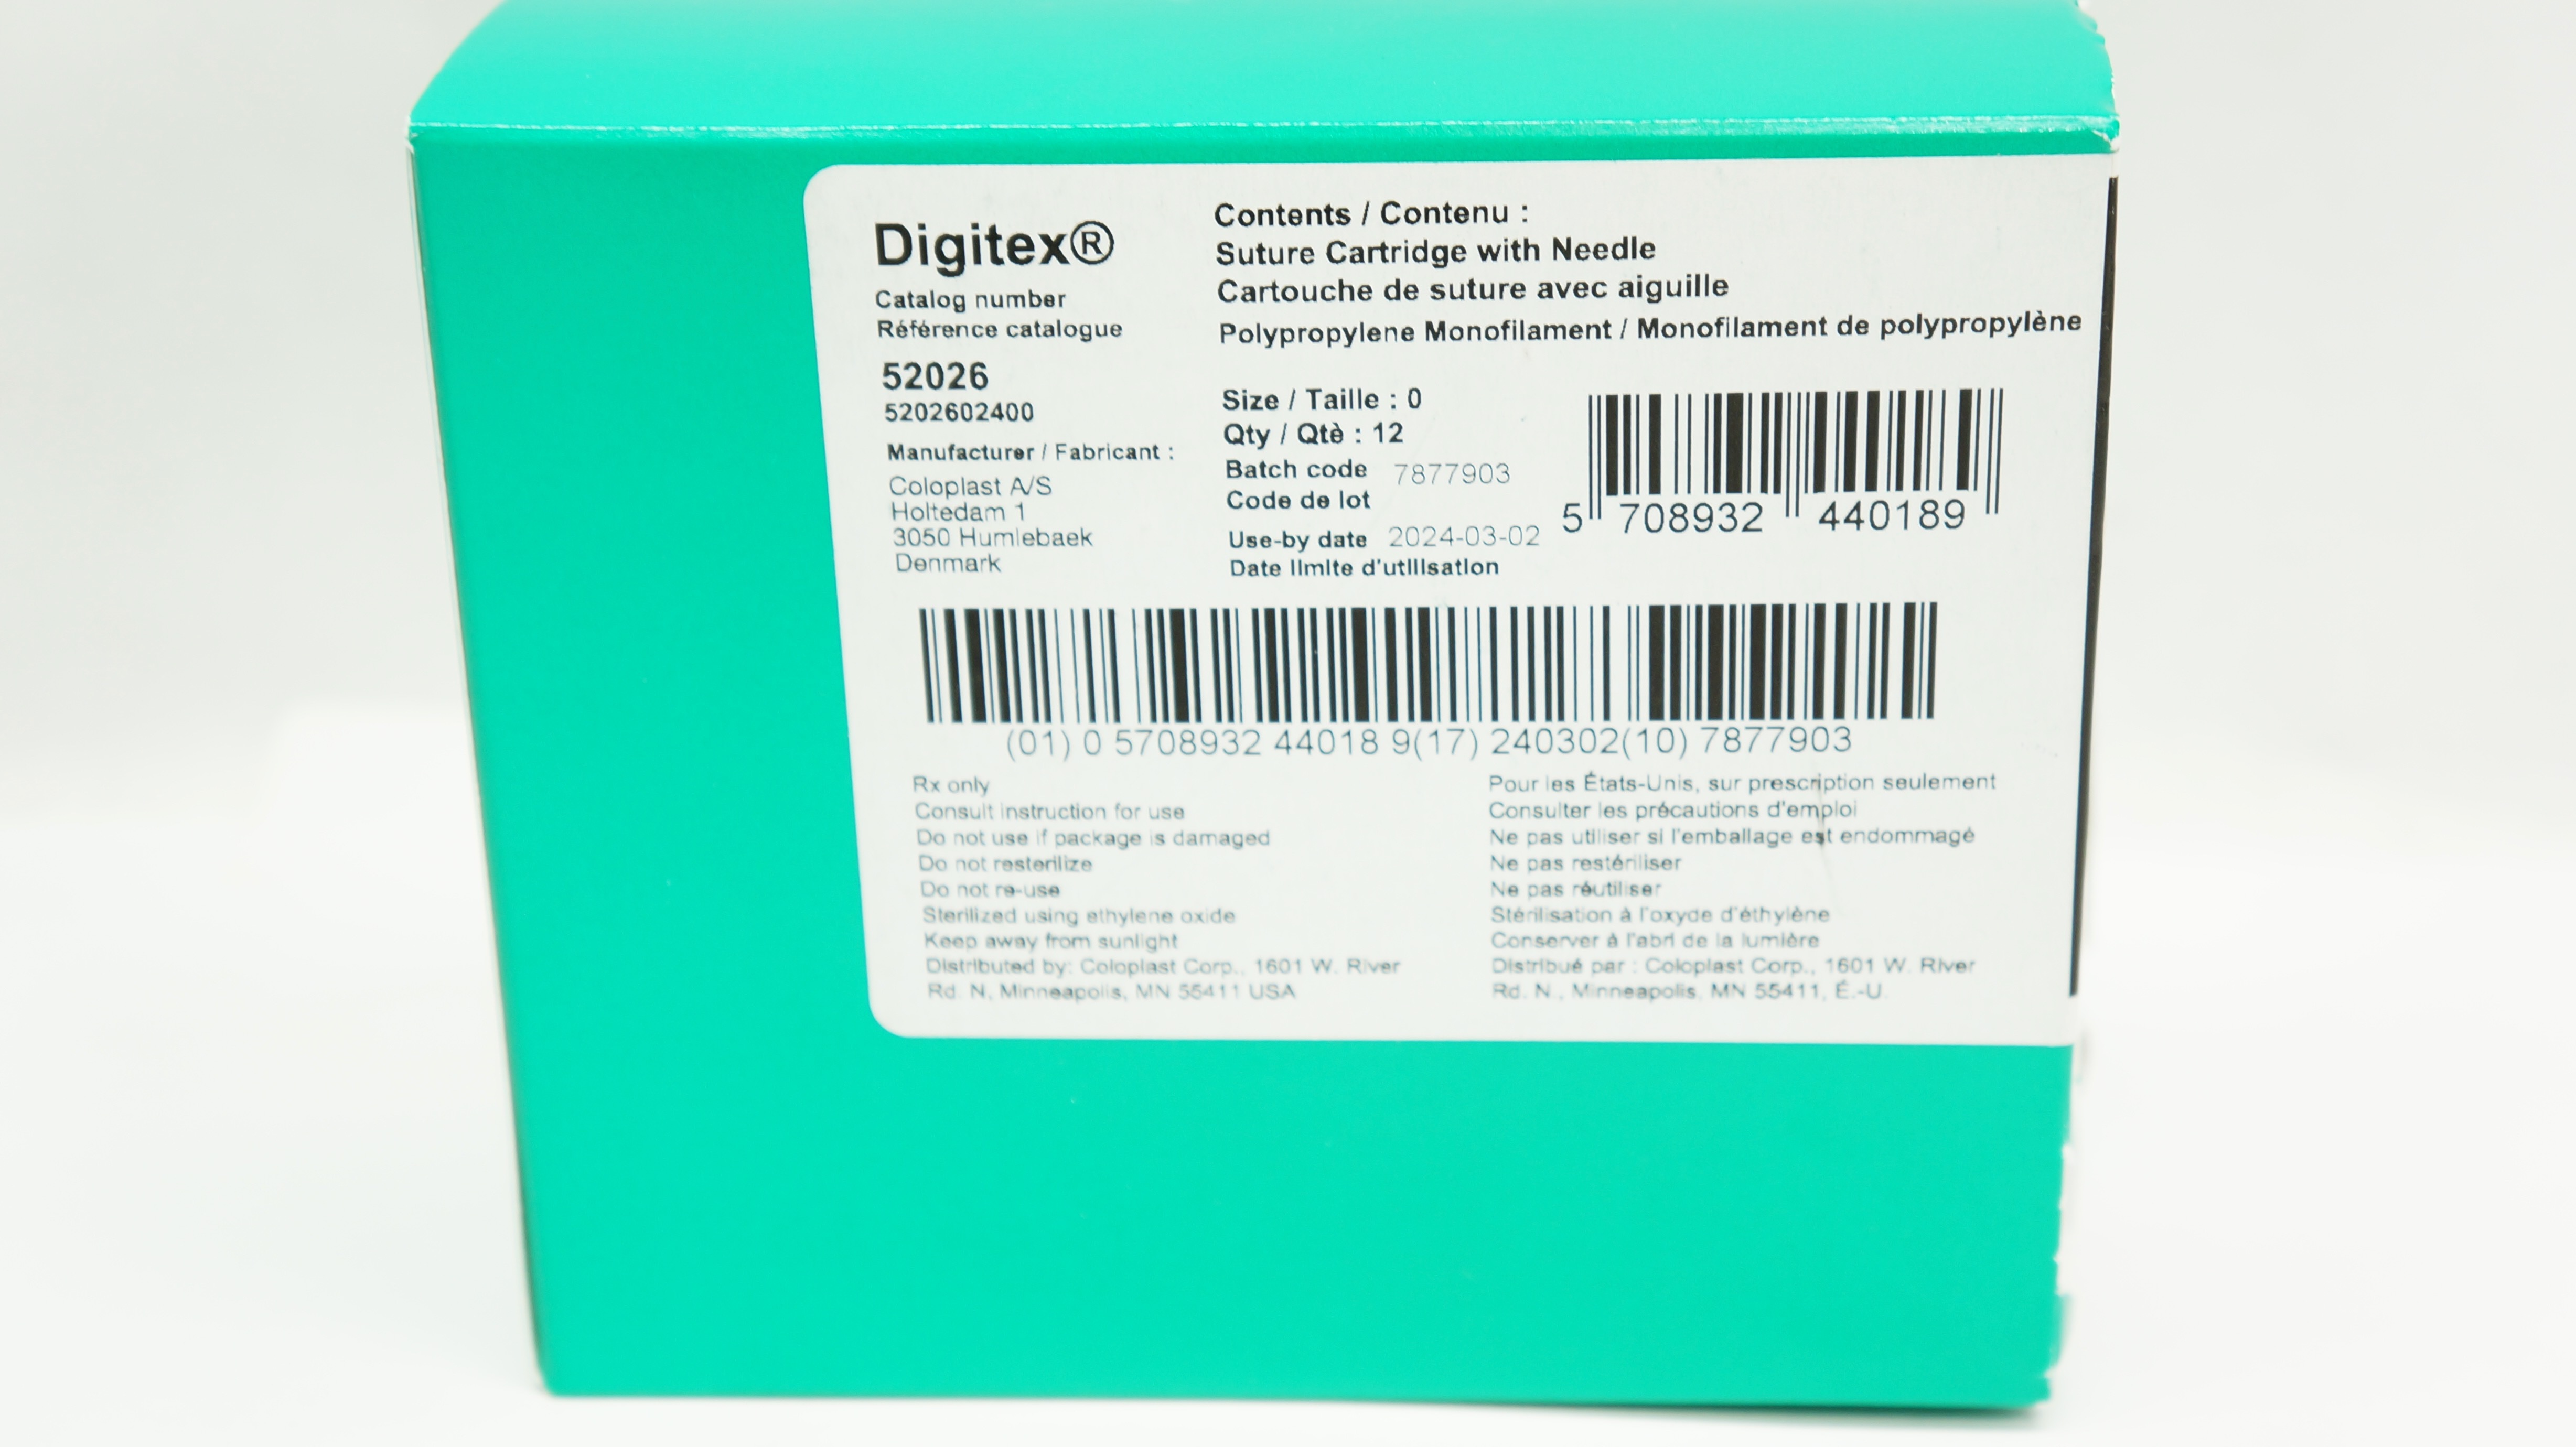 Digitex®
Catalog number
Référence catalogue
52026
5202602400
Manufacturer / Fabricant :
Coloplast A/S
Holtedam 1
3050 Humlebaek
Denmark
Contents / Contenu :
Suture Cartridge with Needle
Cartouche de suture avec aiguille
Polypropylene Monofilament / Monofilament de polypropylène
Size / Taille : 0
Qty / Qtè : 12
Batch code 7877903
Code de lot
Use-by date 2024-03-02
Date limite d'utilisation
5 708932 440189
(01) 0 5708932 44018 9(17) 240302(10) 7877903
Rx only
Consult instruction for use
Do not use if package is damaged
Do not resterilize
Do not re-use
Sterilized using ethylene oxide
Keep away from sunlight
Distributed by: Coloplast Corp., 1601 W. River
Rd. N, Minneapolis, MN 55411 USA
Pour les États-Unis, sur prescription seulement
Consulter les précautions d'emploi
Ne pas utiliser si l'emballage est endommagé
Ne pas restériliser
Ne pas réutiliser
Stérilisation à l'oxyde d'éthylène
Conserver à l'abri de la lumière
Distribué par : Coloplast Corp., 1601 W. River
Rd. N., Minneapolis, MN 55411, É.-U.